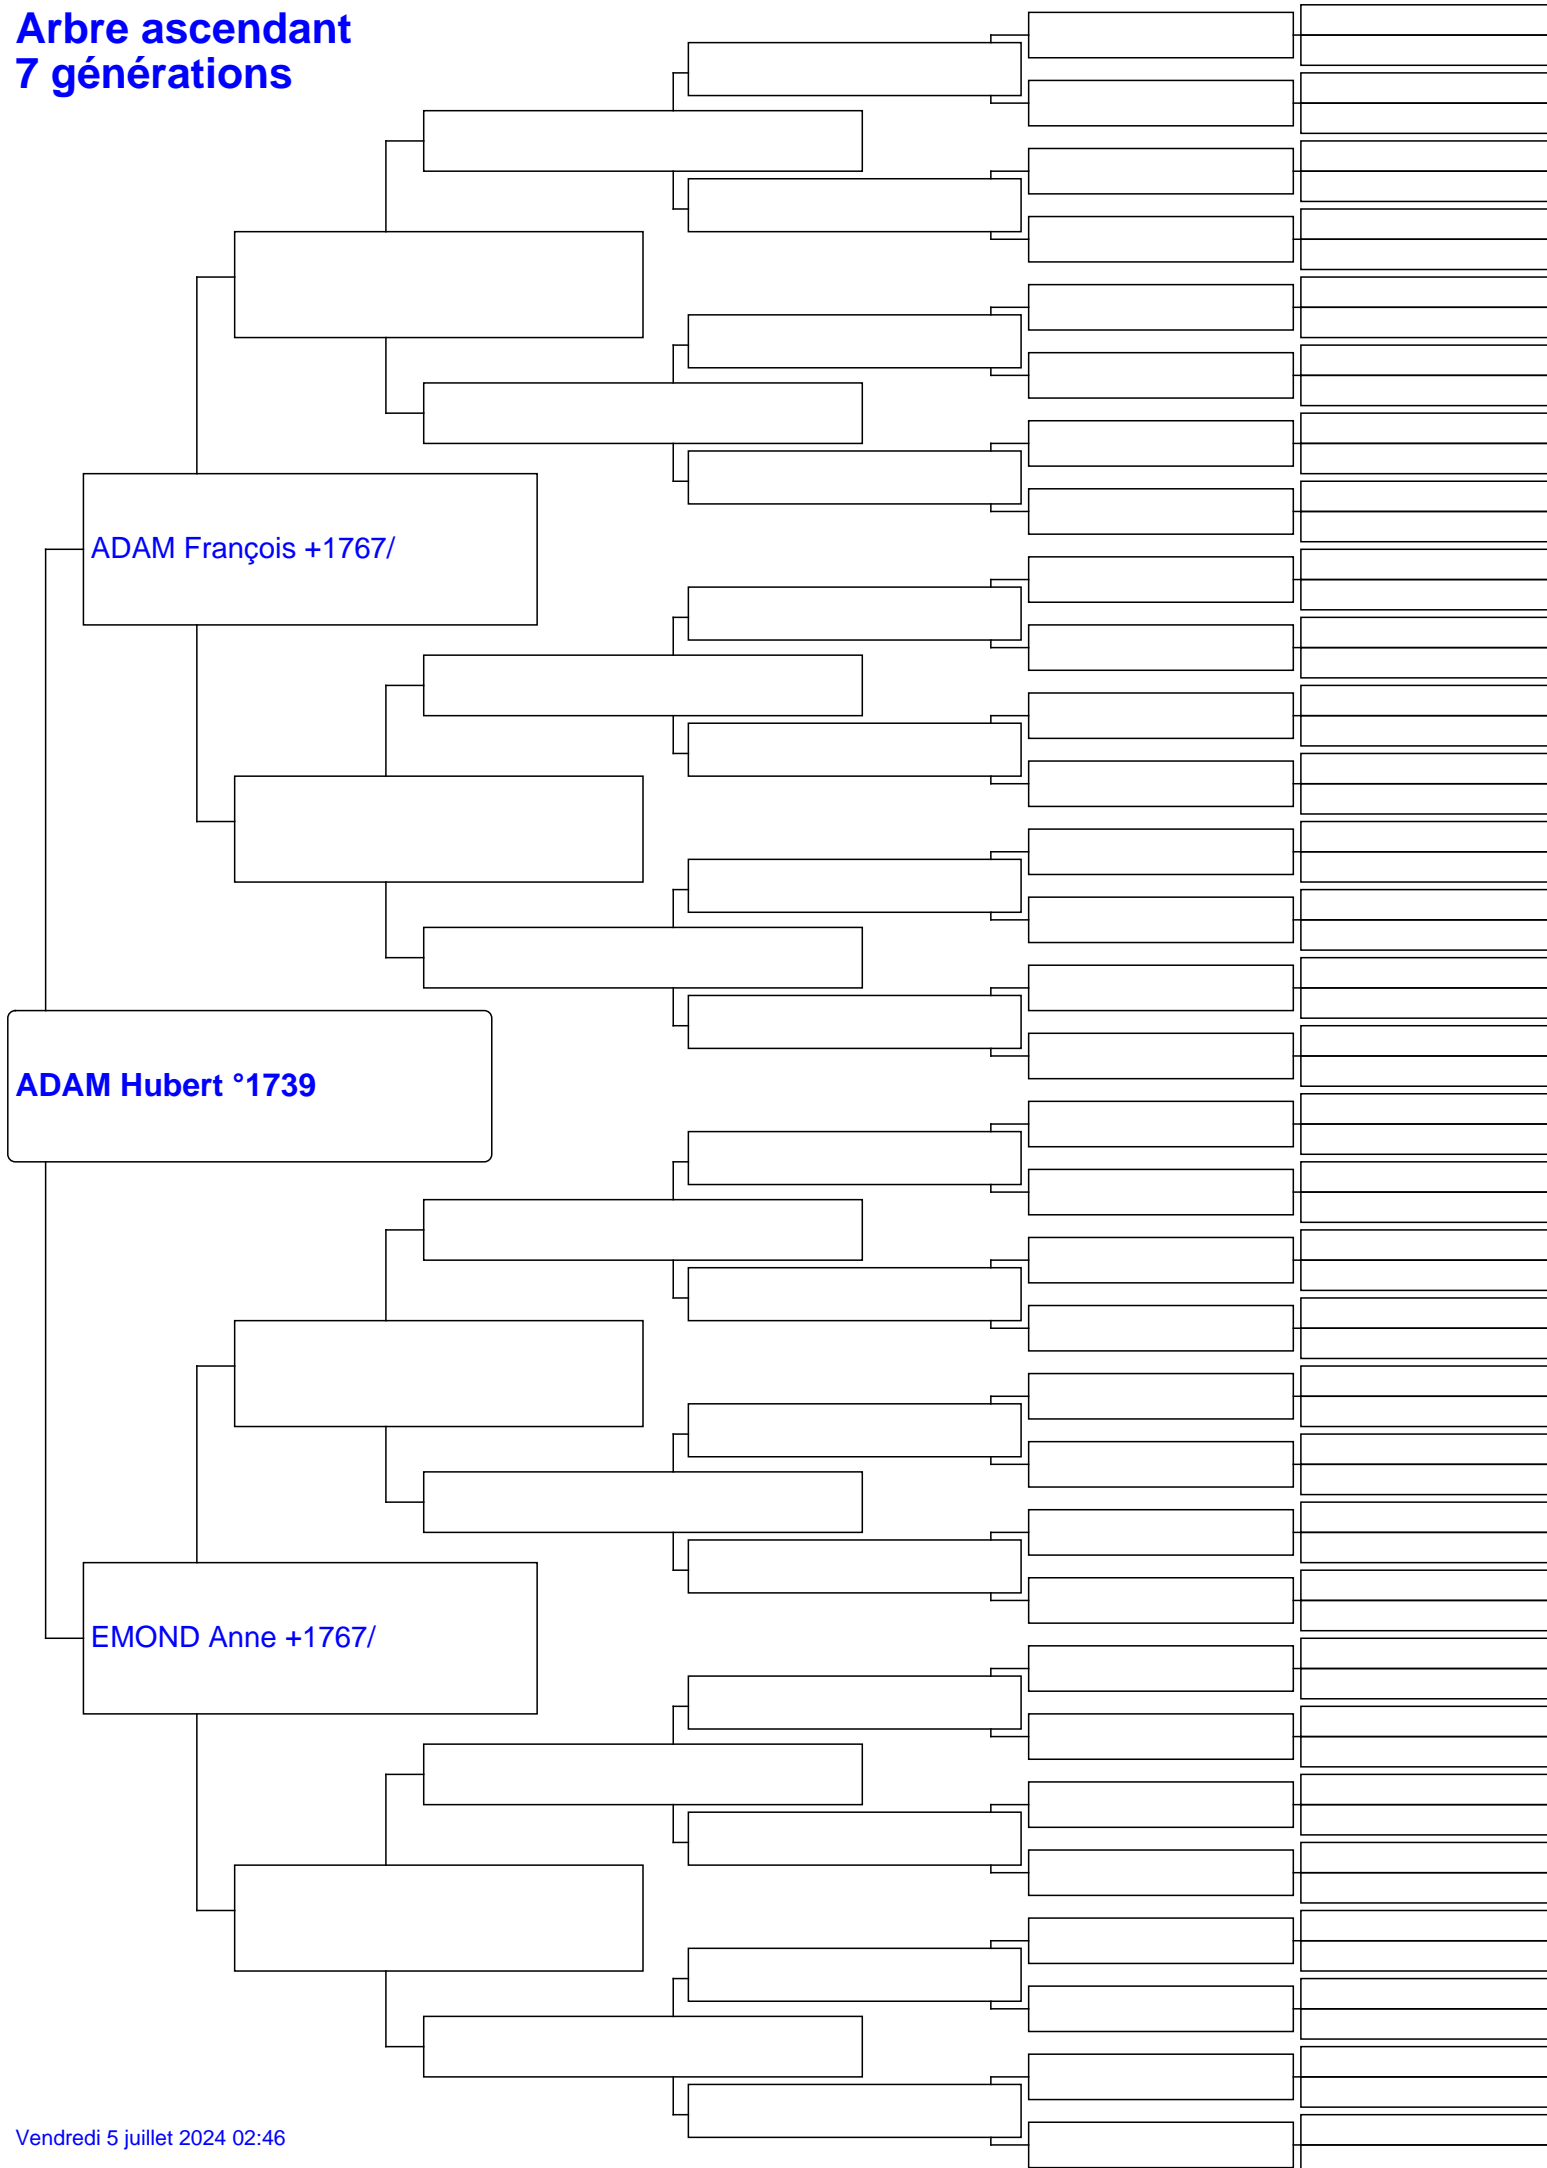 Arbre ascendant
7 générations
ADAM François +1767/
ADAM Hubert °1739
EMOND Anne +1767/
Vendredi 5 juillet 2024 02:46